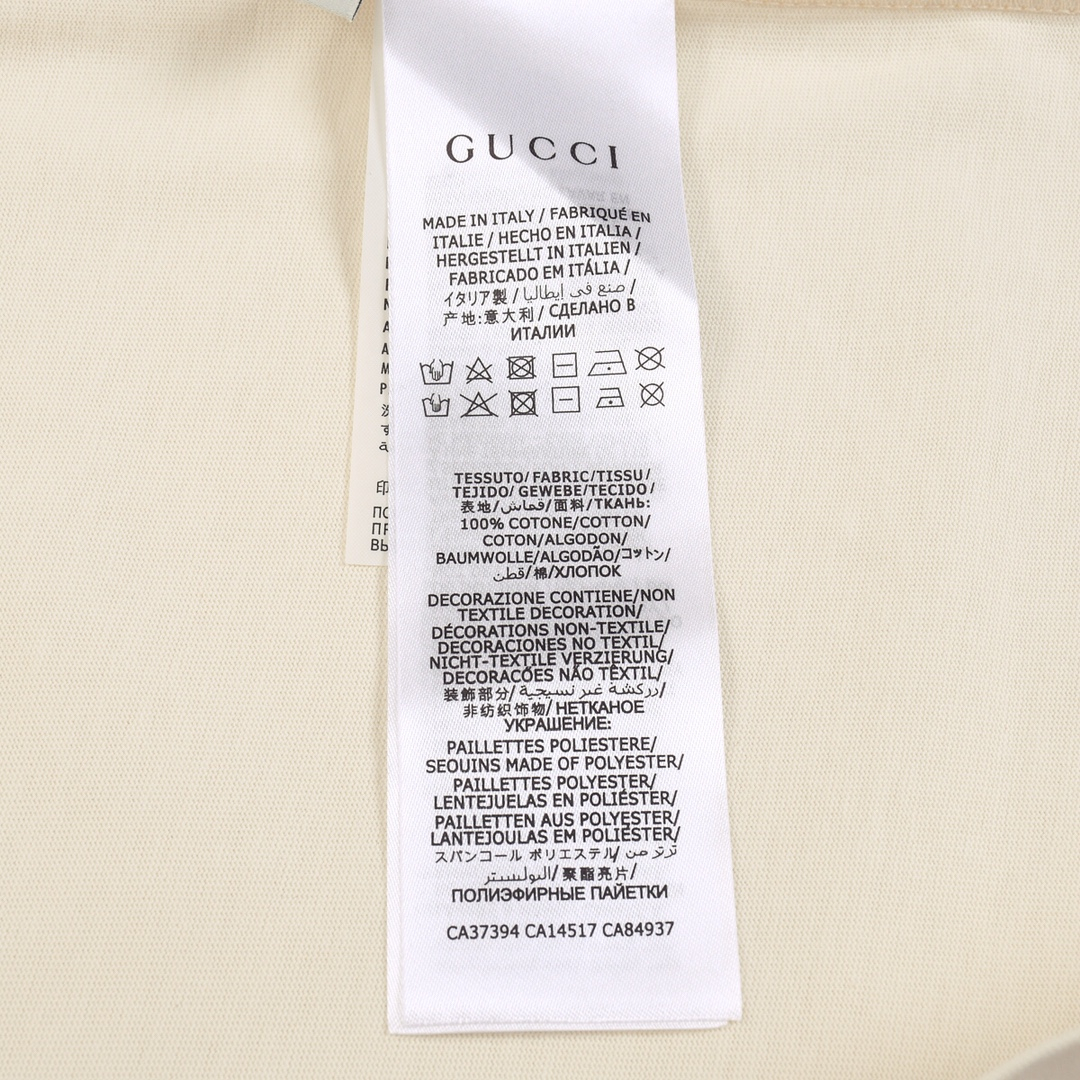 GUCCI
MADE IN ITALY / FABRIQUÉ EN
ITALIE / HECHO EN ITALIA /
HERGESTELLT IN ITALIEN /
FABRICADO EM ITÁLIA /
イタリア製 / صنع في إيطاليا /
产地:意大利 / СДЕЛАНО В
ИТАЛИИ
TESSUTO/FABRIC/TISSU/
TEJIDO/GEWEBE/TECIDO/
表地/قماش/面料/ТКАНЬ:
100% COTONE/COTTON/
COTON/ALGODON/
BAUMWOLLE/ALGODÃO/コットン/
قطن/棉/ХЛОПОК
DECORAZIONE CONTIENE/NON
TEXTILE DECORATION/
DÉCORATIONS NON-TEXTILE/
DECORACIONES NO TEXTIL/
NICHT-TEXTILE VERZIERUNG/
DECORACÕES NÃO TÊXTIL/
装飾部分/زركشة غير نسيجية/
非纺织饰物/НЕТКАНОЕ
УКРАШЕНИЕ:
PAILLETTES POLIESTERE/
SEOUINS MADE OF POLYESTER/
PAILLETTES POLYESTER/
LENTEJUELAS EN POLIÉSTER/
PAILLETTEN AUS POLYESTER/
LANTEJOULAS EM POLIÉSTER/
スパンコール ポリエステル/ ترتر من
البوليستر/聚酯亮片/
ПОЛИЭФИРНЫЕ ПАЙЕТКИ
CA37394 CA14517 CA84937